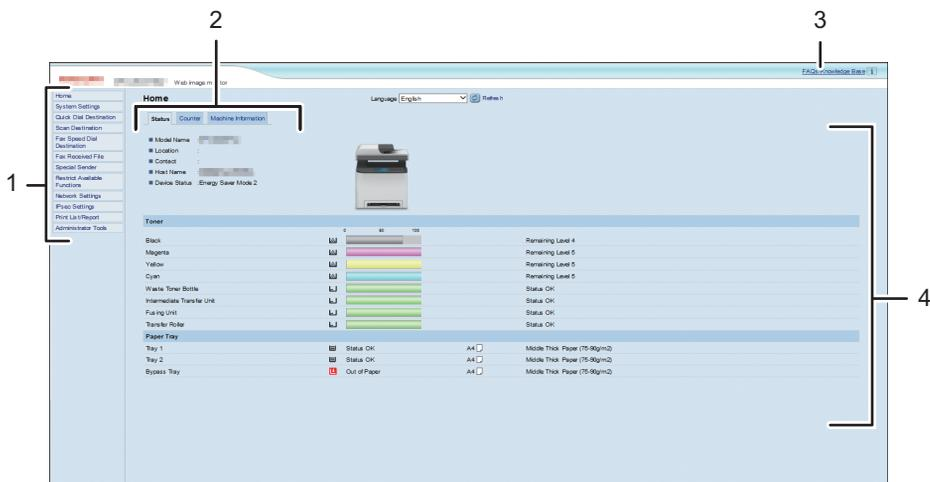 2
3
Web image monitor
FAQs/Knowledge Base
Home
System Settings
Quick Dial Destination
Scan Destination
Fax Speed Dial
Destination
Fax Received File
Special Sender
Restrict Available
Functions
Network Settings
IPsec Settings
Print List/Report
Administrator Tools
1
Home
Language English Refresh
Status Counter Machine Information
Model Name :
Location :
Contact :
Host Name :
Device Status :Energy Saver Mode 2
Toner
0 50 100
Black Remaining Level 4
Magenta Remaining Level 5
Yellow Remaining Level 5
Cyan Remaining Level 5
Waste Toner Bottle Status OK
Intermediate Transfer Unit Status OK
Fusing Unit Status OK
Transfer Roller Status OK
Paper Tray
Tray 1 Status OK A4 Middle Thick Paper (75-90g/m2)
Tray 2 Status OK A4 Middle Thick Paper (75-90g/m2)
Bypass Tray Out of Paper A4 Middle Thick Paper (75-90g/m2)
4